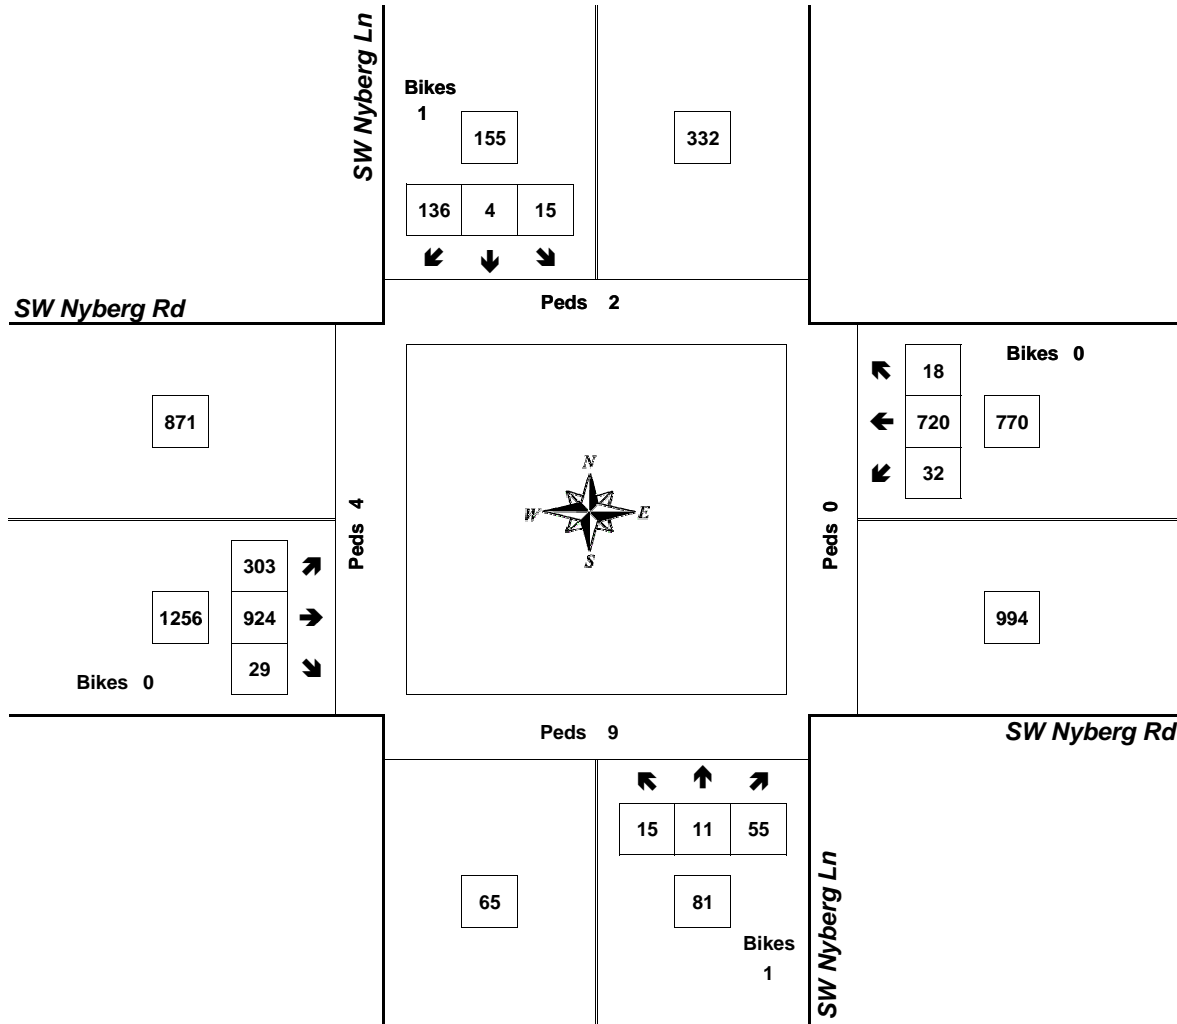 SW Nyberg Ln
Bikes
1
155
332
136 4 15
Peds 2
SW Nyberg Rd
Bikes 0
18
871
720 770
32
N
W E
S
Peds 4
Peds 0
303
1256 924
994
29
Bikes 0
Peds 9
SW Nyberg Rd
15 11 55
65
81
Bikes
1
SW Nyberg Ln